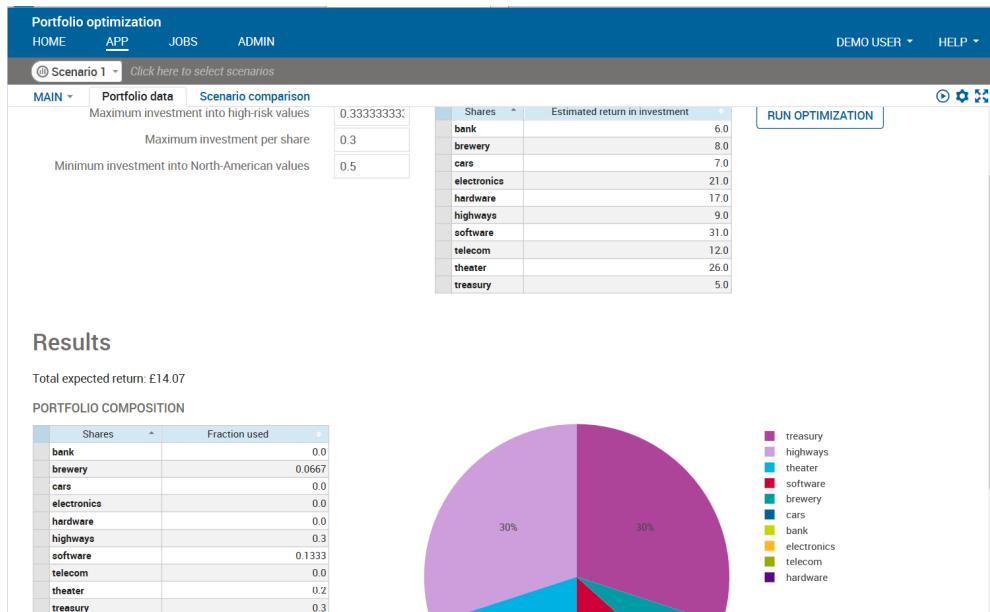 Portfolio optimization
HOME APP JOBS ADMIN DEMO USER HELP
Scenario 1 Click here to select scenarios
MAIN Portfolio data Scenario comparison
Maximum investment into high-risk values 0.33333333:
Maximum investment per share 0.3
Minimum investment into North-American values 0.5
Shares Estimated return in investment
bank 6.0
brewery 8.0
cars 7.0
electronics 21.0
hardware 17.0
highways 9.0
software 31.0
telecom 12.0
theater 26.0
treasury 5.0
RUN OPTIMIZATION
Results
Total expected return: £14.07
PORTFOLIO COMPOSITION
Shares Fraction used
bank 0.0
brewery 0.0667
cars 0.0
electronics 0.0
hardware 0.0
highways 0.3
software 0.1333
telecom 0.0
theater 0.2
treasury 0.3
30% 30%
treasury
highways
theater
software
brewery
cars
bank
electronics
telecom
hardware